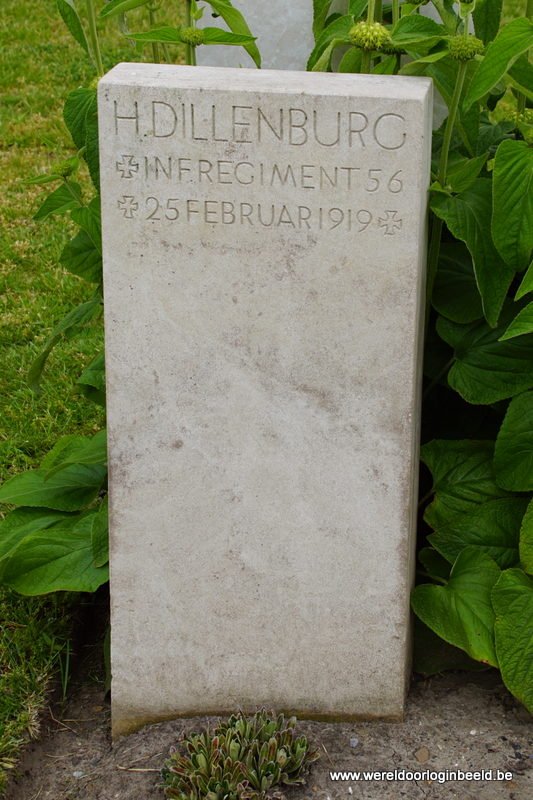 H. DILLENBURG
✠ INF. REGIMENT 56
✠ 25 FEBRUAR 1919 ✠
www.wereldoorloginbeeld.be